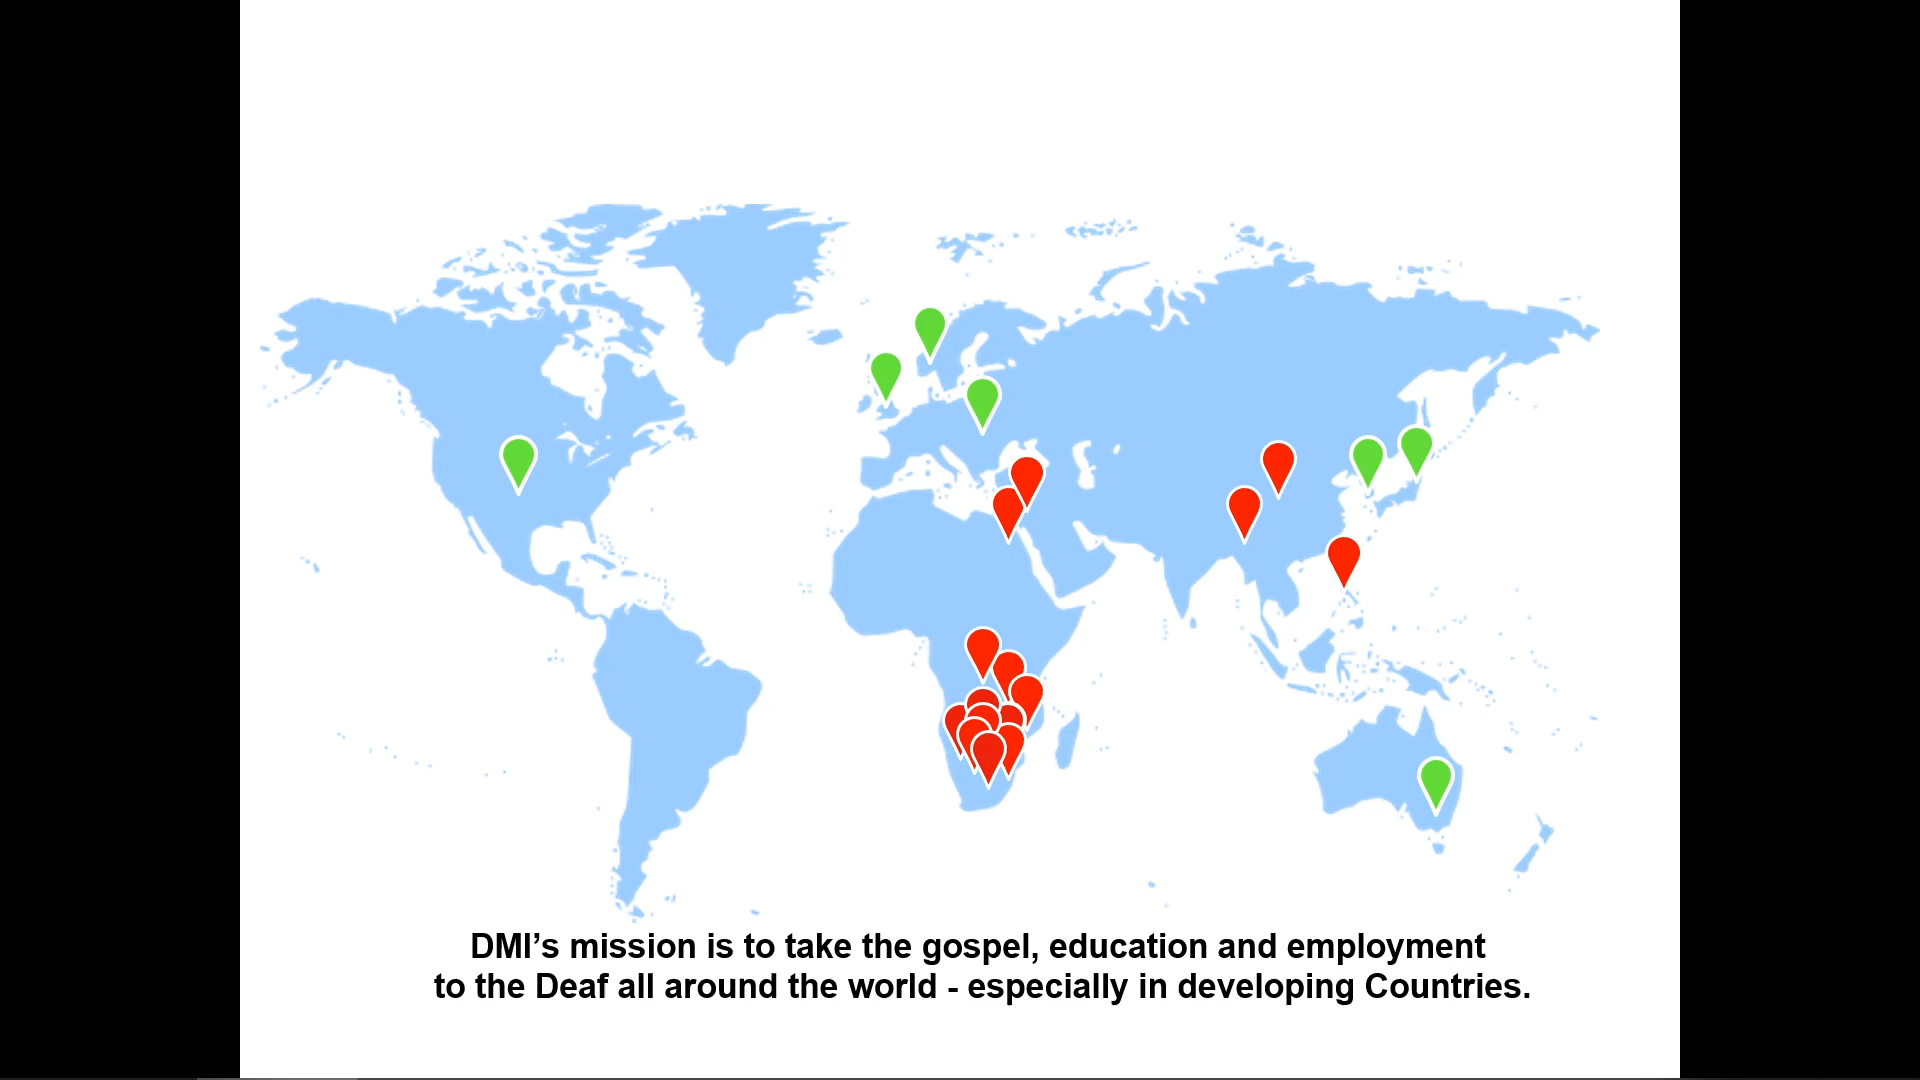 DMI’s mission is to take the gospel, education and employment
to the Deaf all around the world - especially in developing Countries.